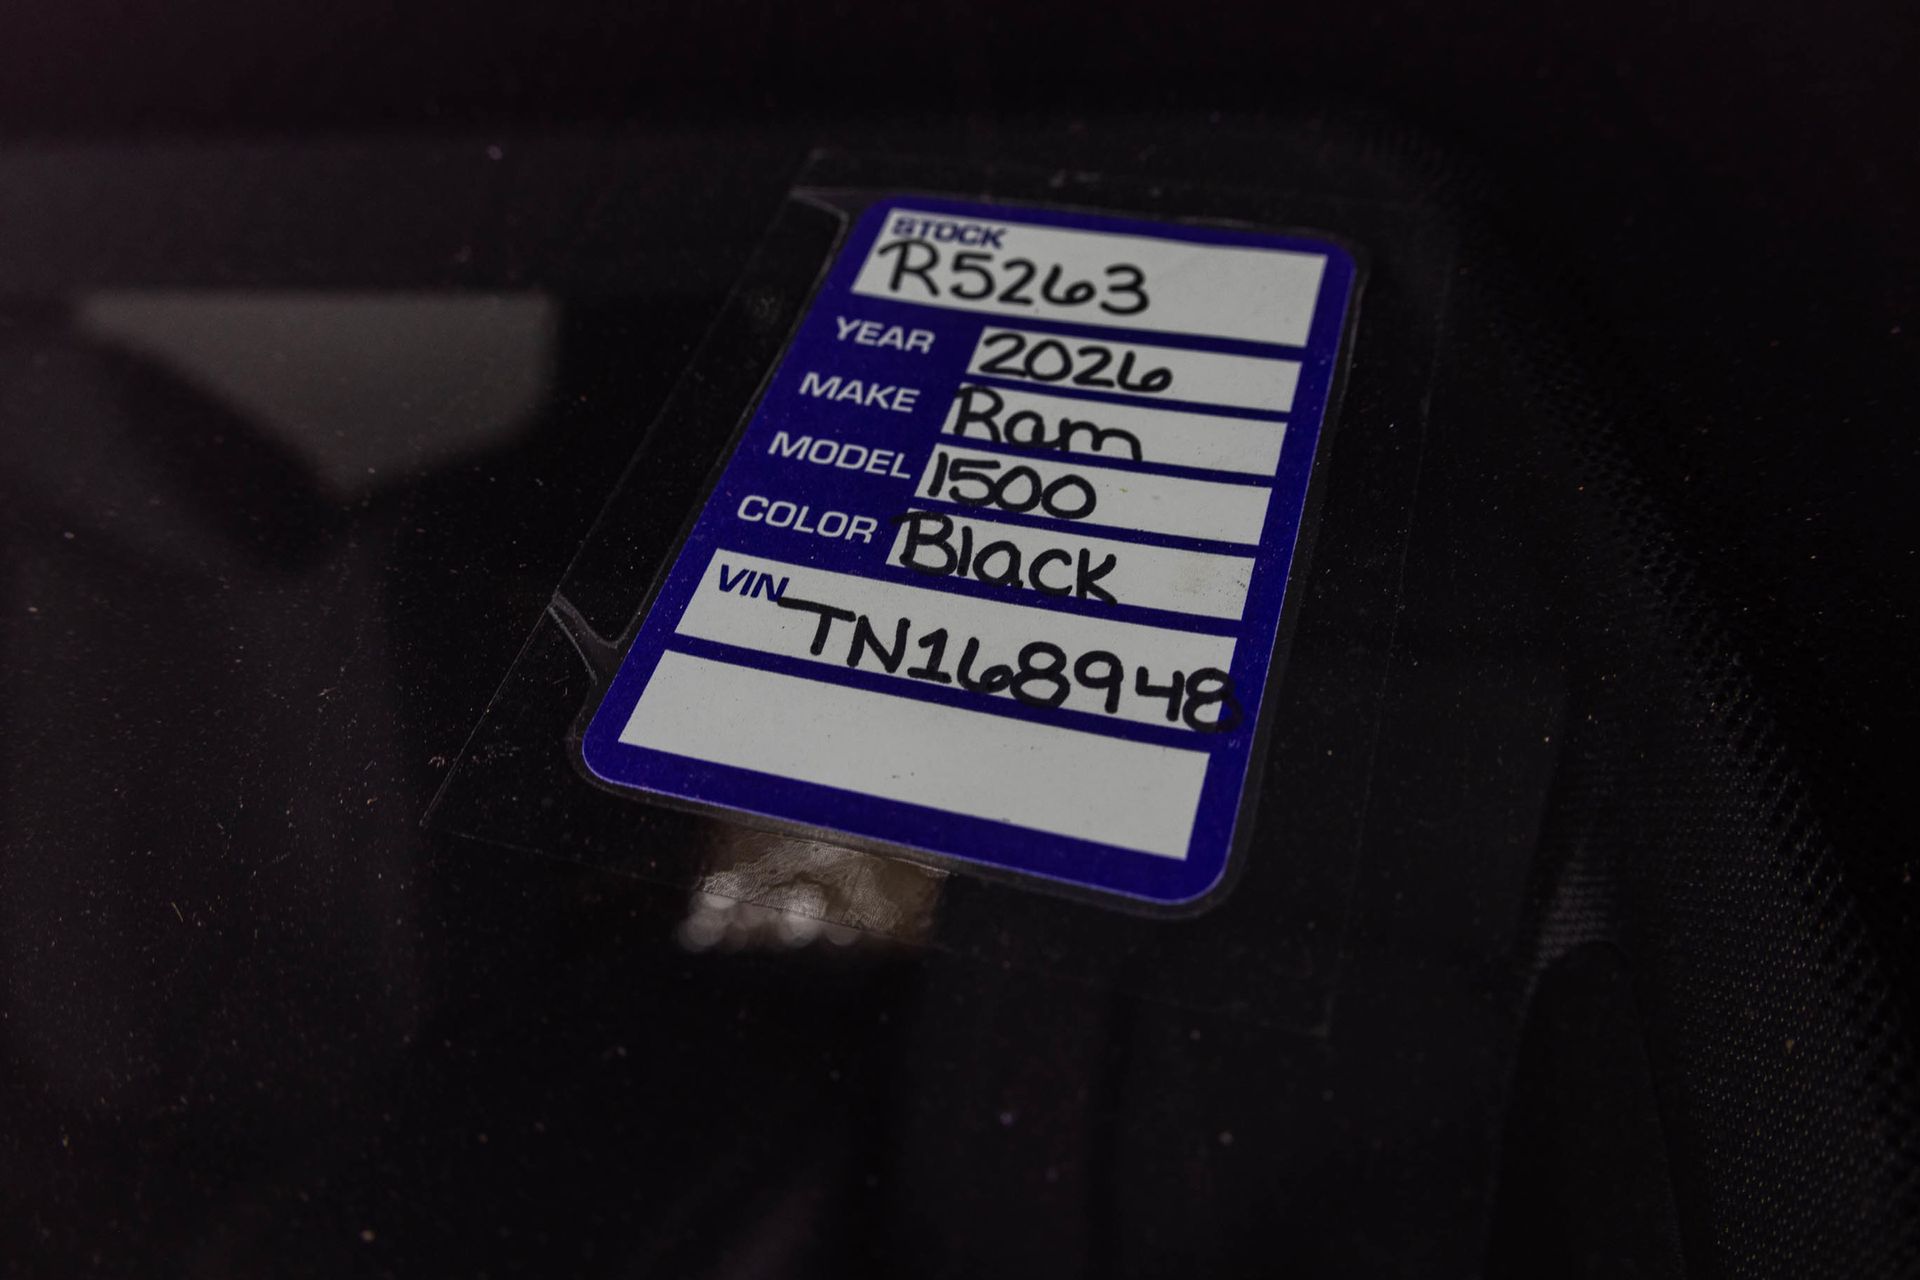 STOCK
R5263
YEAR 2026
MAKE Ram
MODEL 1500
COLOR Black
VIN TN168948